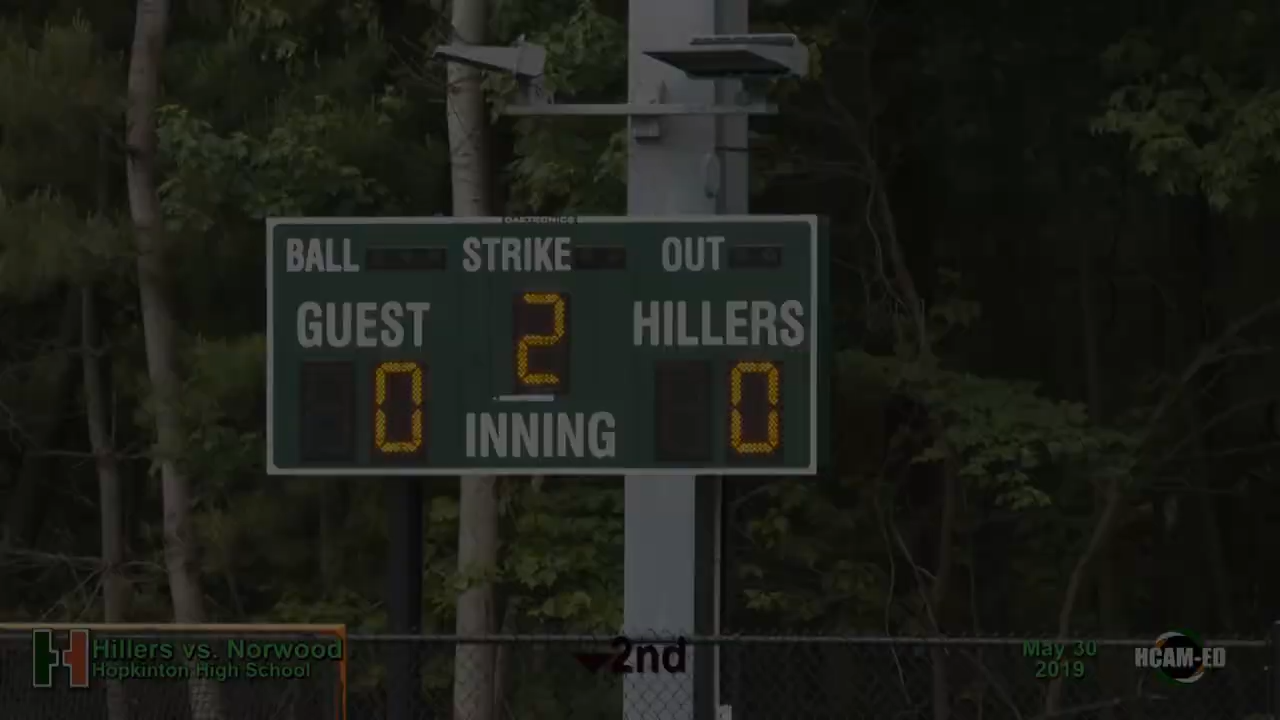 DAKTRONICS
BALL STRIKE OUT
GUEST 2 HILLERS
0 0
INNING
Hillers vs. Norwood
Hopkinton High School
2nd
May 30
2019
HCAM-ED
H